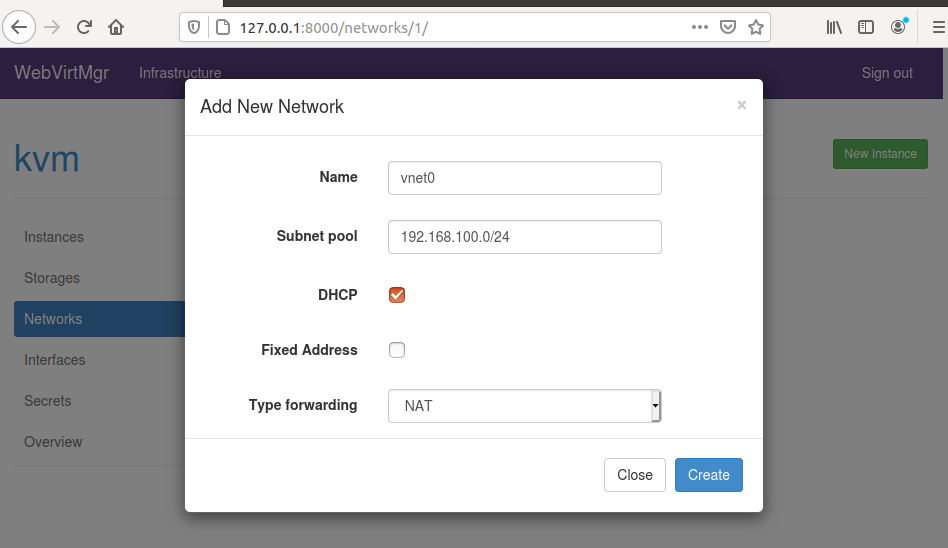 127.0.0.1:8000/networks/1/
WebVirtMgr Infrastructure Sign out
Add New Network ×
kvm
New Instance
Name vnet0
Subnet pool 192.168.100.0/24
DHCP
Fixed Address
Type forwarding NAT
Instances
Storages
Networks
Interfaces
Secrets
Overview
Close Create